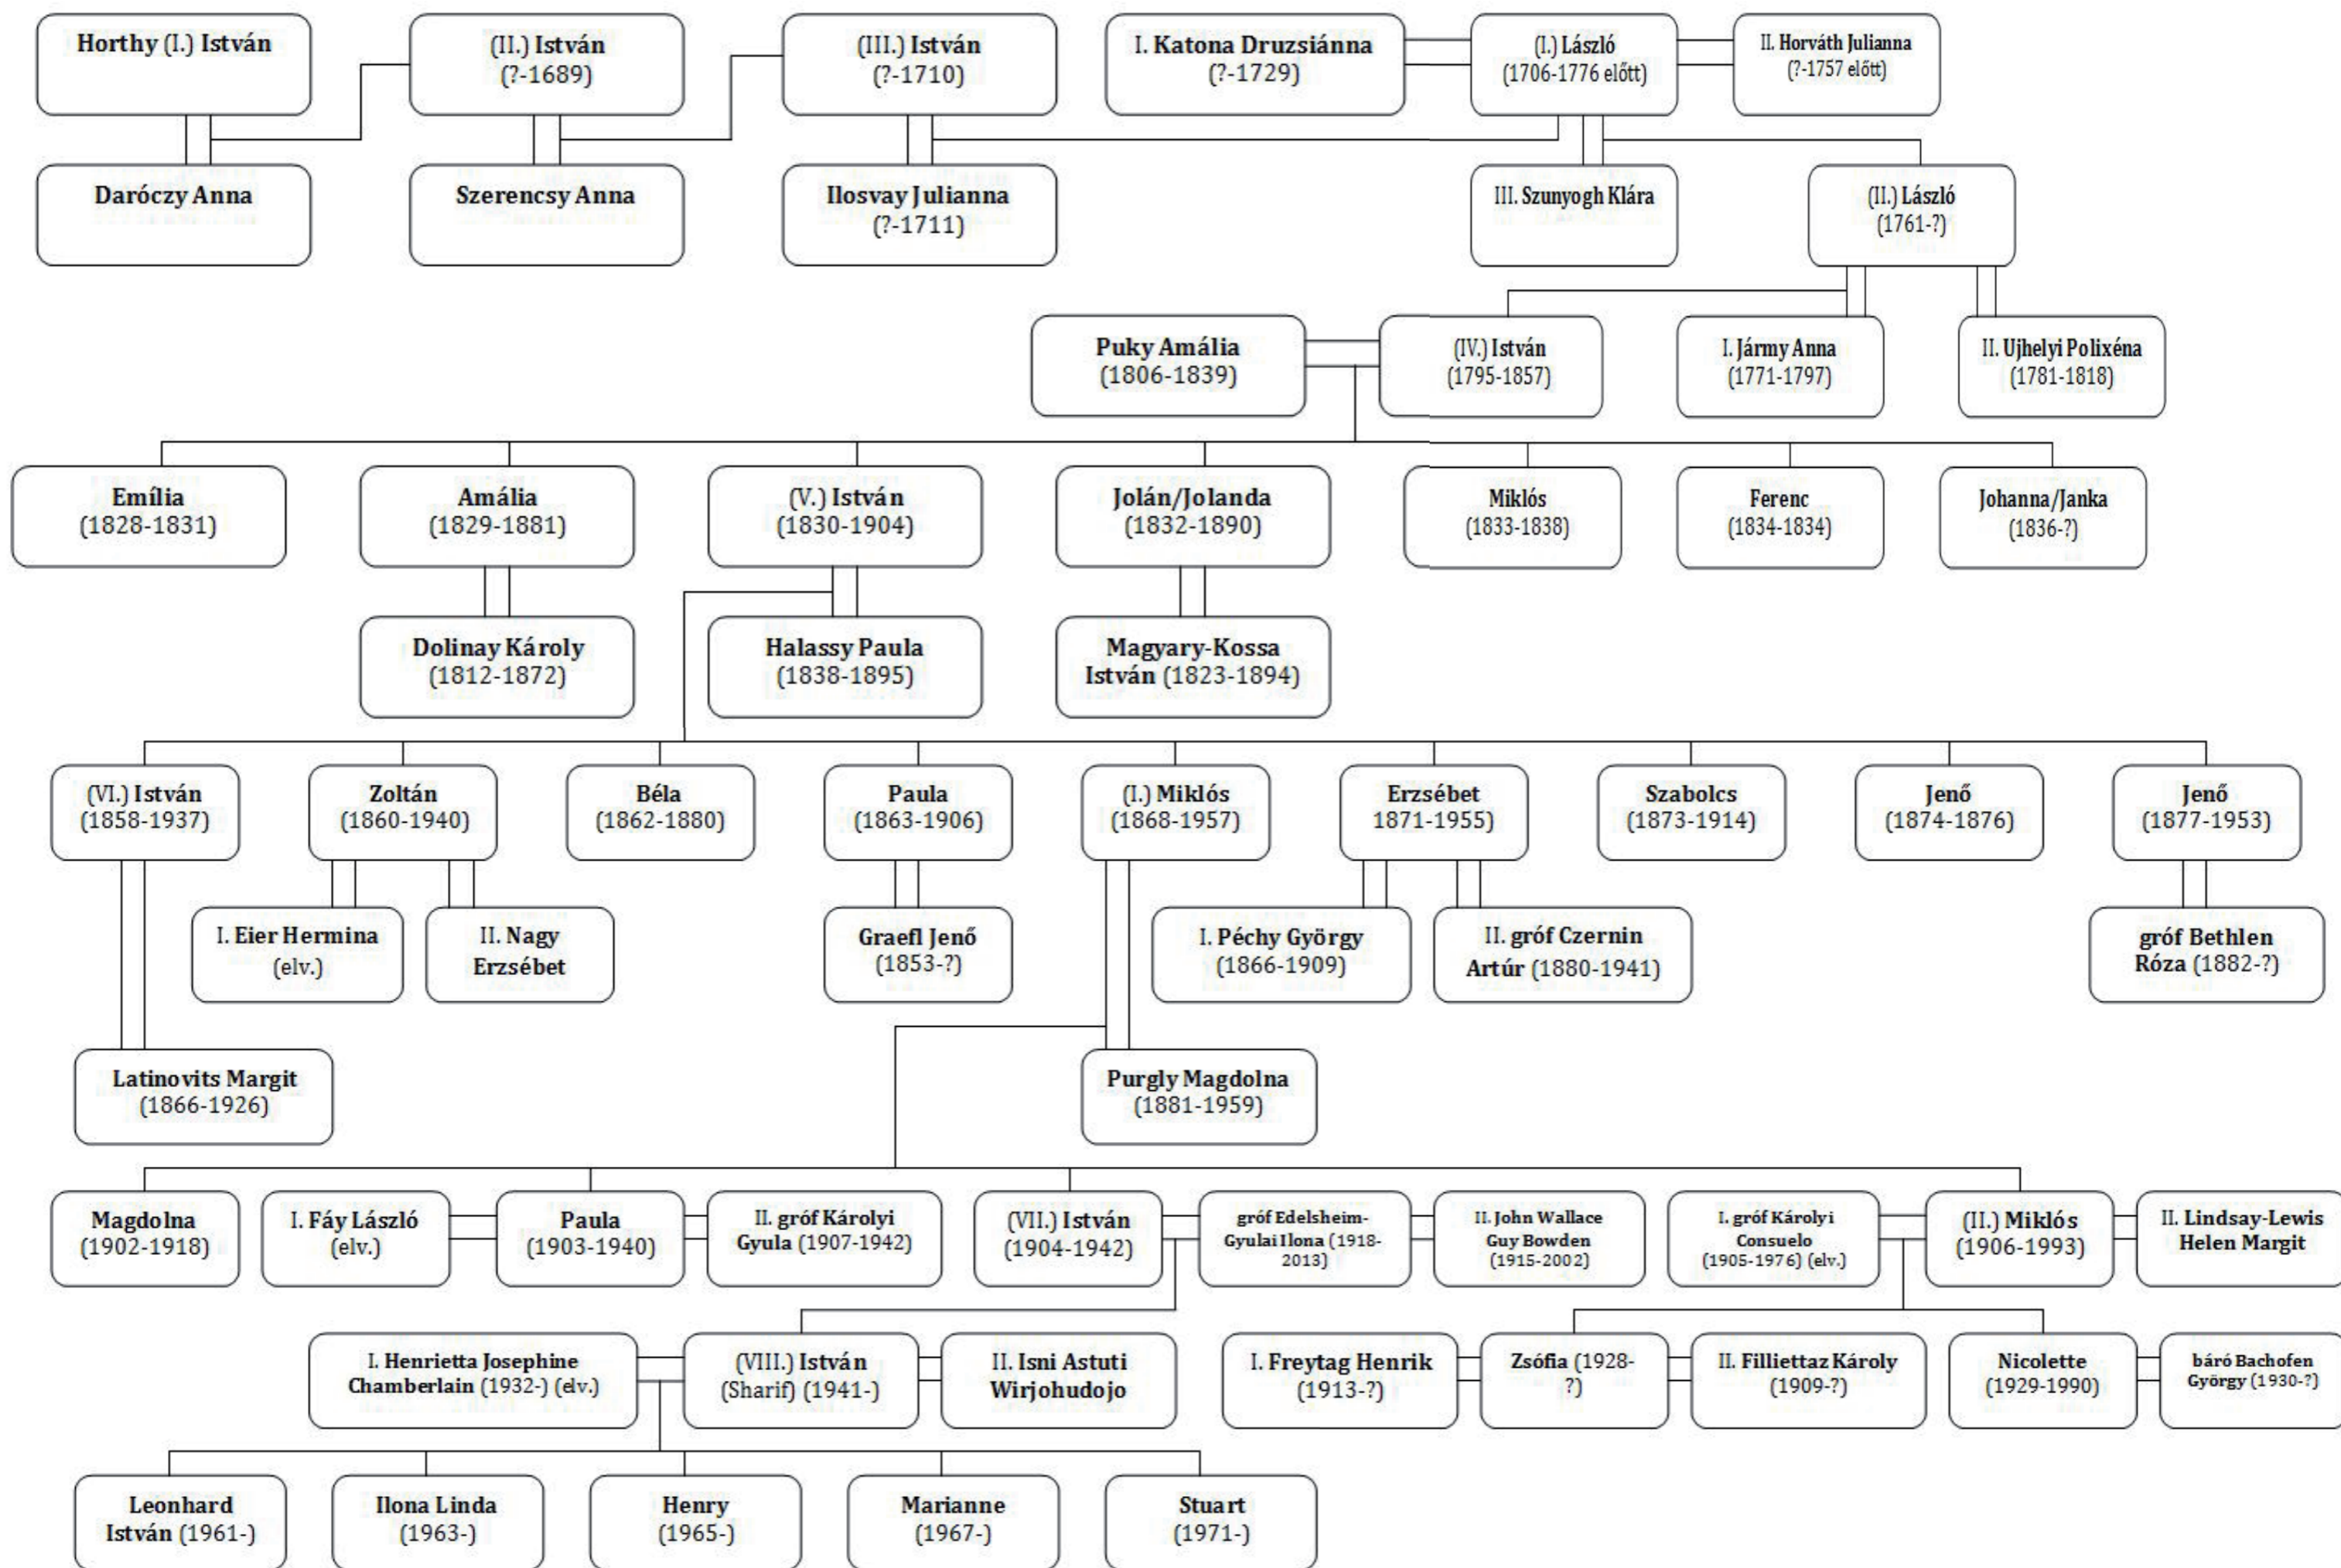 Horthy (I.) István
(II.) István
(?-1689)
(III.) István
(?-1710)
I. Katona Druzsiánna
(?-1729)
(I.) László
(1706-1776 előtt)
II. Horváth Julianna
(?-1757 előtt)
Daróczy Anna
Szerencsy Anna
Ilosvay Julianna
(?-1711)
III. Szunyogh Klára
(II.) László
(1761-?)
Puky Amália
(1806-1839)
(IV.) István
(1795-1857)
I. Jármy Anna
(1771-1797)
II. Ujhelyi Polixéna
(1781-1818)
Emília
(1828-1831)
Amália
(1829-1881)
(V.) István
(1830-1904)
Jolán/Jolanda
(1832-1890)
Miklós
(1833-1838)
Ferenc
(1834-1834)
Johanna/Janka
(1836-?)
Dolinay Károly
(1812-1872)
Halassy Paula
(1838-1895)
Magyary-Kossa
István (1823-1894)
(VI.) István
(1858-1937)
Zoltán
(1860-1940)
Béla
(1862-1880)
Paula
(1863-1906)
(I.) Miklós
(1868-1957)
Erzsébet
1871-1955)
Szabolcs
(1873-1914)
Jenő
(1874-1876)
Jenő
(1877-1953)
I. Eier Hermina
(elv.)
II. Nagy
Erzsébet
Graefl Jenő
(1853-?)
I. Péchy György
(1866-1909)
II. gróf Czernin
Artúr (1880-1941)
gróf Bethlen
Róza (1882-?)
Latinovits Margit
(1866-1926)
Purgly Magdolna
(1881-1959)
Magdolna
(1902-1918)
I. Fáy László
(elv.)
Paula
(1903-1940)
II. gróf Károlyi
Gyula (1907-1942)
(VII.) István
(1904-1942)
gróf Edelsheim-
Gyulai Ilona (1918-
2013)
II. John Wallace
Guy Bowden
(1915-2002)
I. gróf Károlyi
Consuelo
(1905-1976) (elv.)
(II.) Miklós
(1906-1993)
II. Lindsay-Lewis
Helen Margit
I. Henrietta Josephine
Chamberlain (1932-) (elv.)
(VIII.) István
(Sharif) (1941-)
II. Isni Astuti
Wirjohudojo
I. Freytag Henrik
(1913-?)
Zsófia (1928-
?)
II. Filliettaz Károly
(1909-?)
Nicolette
(1929-1990)
báró Bachofen
György (1930-?)
Leonhard
István (1961-)
Ilona Linda
(1963-)
Henry
(1965-)
Marianne
(1967-)
Stuart
(1971-)